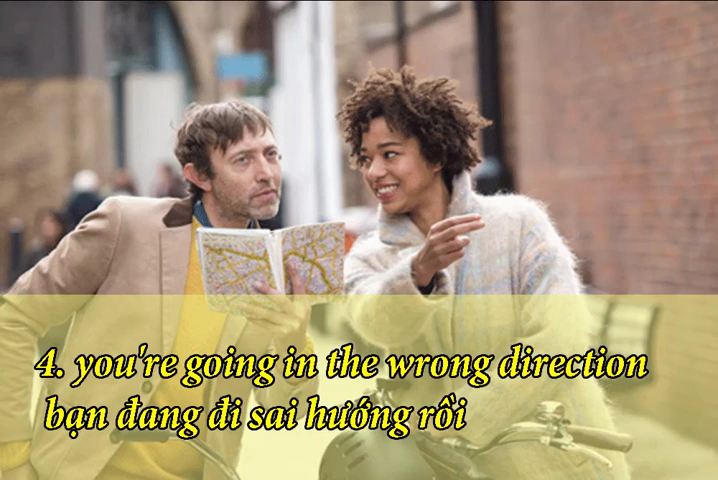 4. you're going in the wrong direction
bạn đang đi sai hướng rồi